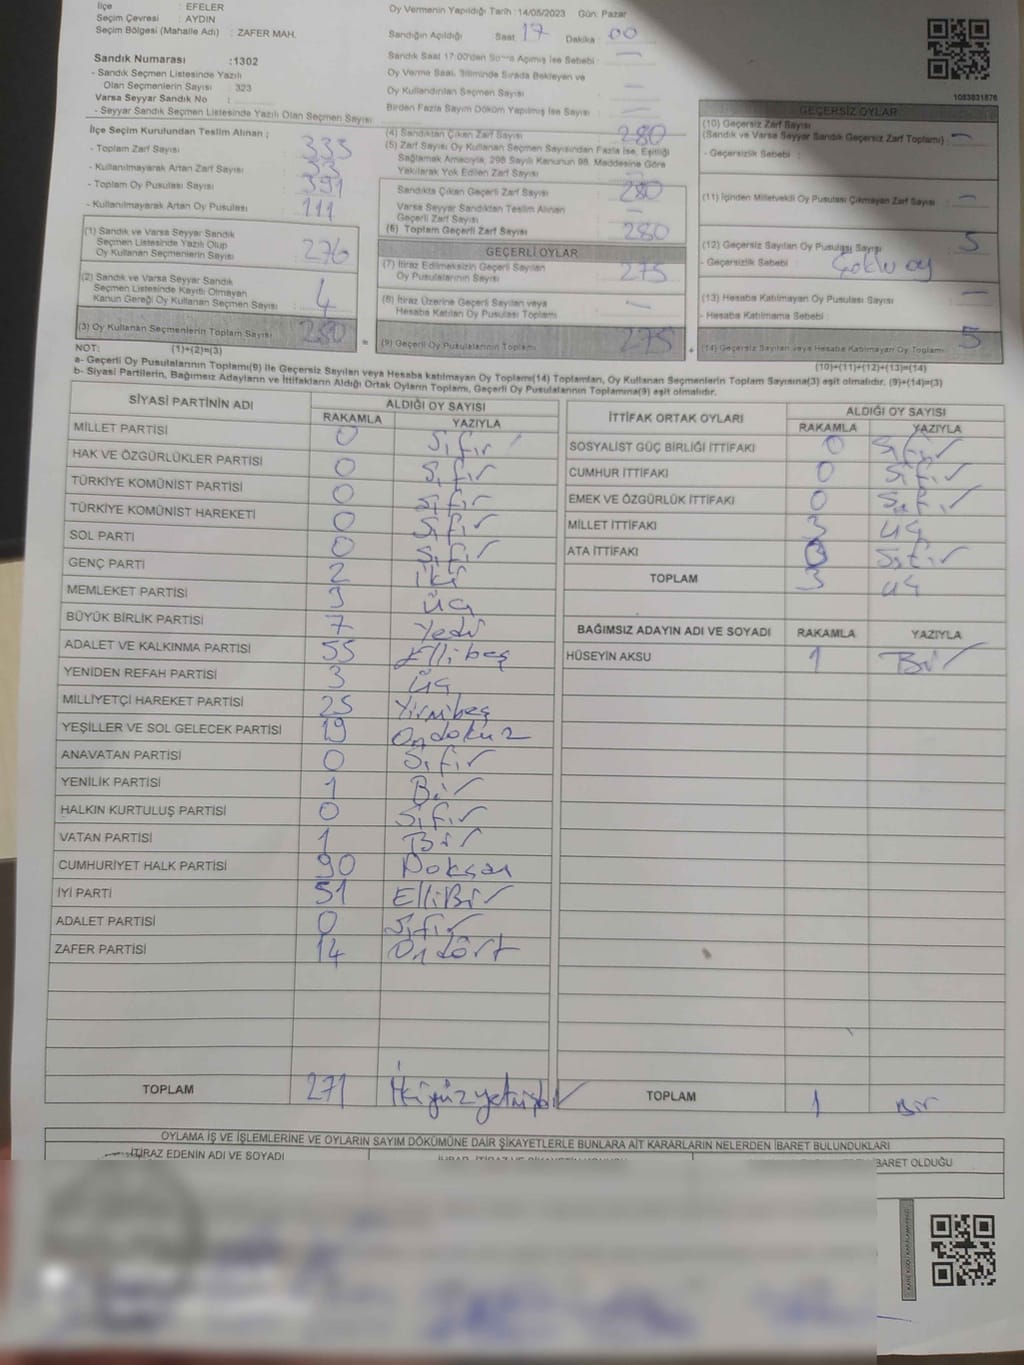 İlçe : EFELER
Seçim Çevresi : AYDIN
Seçim Bölgesi (Mahalle Adı) : ZAFER MAH.
Sandık Numarası :1302
- Sandık Seçmen Listesinde Yazılı
Olan Seçmenlerin Sayısı : 323
Varsa Seyyar Sandık No :
- Seyyar Sandık Seçmen Listesinde Yazılı Olan Seçmen Sayısı
Oy Vermenin Yapıldığı Tarih : 14/05/2023 Gün: Pazar
Sandığın Açıldığı Saat 17 Dakika : 00
Sandık Saat 17:00'den Sonra Açılmış İse Sebebi : —
Oy Verme Saati Bitiminde Sırada Bekleyen ve
Oy Kullandırılan Seçmen Sayısı : —
Birden Fazla Sayım Döküm Yapılmış İse Sayısı : —
1083831876
İlçe Seçim Kurulundan Teslim Alınan ;
- Toplam Zarf Sayısı : 333
- Kullanılmayarak Artan Zarf Sayısı : 53
- Toplam Oy Pusulası Sayısı : 391
- Kullanılmayarak Artan Oy Pusulası : 111
(1) Sandık ve Varsa Seyyar Sandık
Seçmen Listesinde Yazılı Olup
Oy Kullanan Seçmenlerin Sayısı : 276
(2) Sandık ve Varsa Seyyar Sandık
Seçmen Listesinde Kayıtlı Olmayan
Kanun Gereği Oy Kullanan Seçmen Sayısı : 4
(3) Oy Kullanan Seçmenlerin Toplam Sayısı : 280
(4) Sandıktan Çıkan Zarf Sayısı : 280
(5) Zarf Sayısı Oy Kullanan Seçmen Sayısından Fazla İse, Eşitliği
Sağlamak Amacıyla, 298 Sayılı Kanunun 98. Maddesine Göre
Yakılarak Yok Edilen Zarf Sayısı : —
Sandıkta Çıkan Geçerli Zarf Sayısı : 280
Varsa Seyyar Sandıktan Teslim Alınan
Geçerli Zarf Sayısı : —
(6) Toplam Geçerli Zarf Sayısı : 280
GEÇERLİ OYLAR
(7) İtiraz Edilmeksizin Geçerli Sayılan
Oy Pusulalarının Sayısı : 275
(8) İtiraz Üzerine Geçerli Sayılan veya
Hesaba Katılan Oy Pusulası Toplamı : —
= (9) Geçerli Oy Pusulalarının Toplamı : 275
GEÇERSİZ OYLAR
(10) Geçersiz Zarf Sayısı
(Sandık ve Varsa Seyyar Sandık Geçersiz Zarf Toplamı) : —
- Geçersizlik Sebebi :
(11) İçinden Milletvekili Oy Pusulası Çıkmayan Zarf Sayısı : —
(12) Geçersiz Sayılan Oy Pusulası Sayısı : 5
- Geçersizlik Sebebi : Çoklu oy
(13) Hesaba Katılmayan Oy Pusulası Sayısı : —
- Hesaba Katılmama Sebebi :
+ (14) Geçersiz Sayılan veya Hesaba Katılmayan Oy Toplamı : 5
NOT: (1)+(2)=(3) (10)+(11)+(12)+(13)=(14)
a- Geçerli Oy Pusulalarının Toplamı(9) ile Geçersiz Sayılan veya Hesaba katılmayan Oy Toplamı(14) Toplamları, Oy Kullanan Seçmenlerin Toplam Sayısına(3) eşit olmalıdır. (9)+(14)=(3)
b- Siyasi Partilerin, Bağımsız Adayların ve İttifakların Aldığı Ortak Oyların Toplamı, Geçerli Oy Pusulalarının Toplamına(9) eşit olmalıdır.
SİYASİ PARTİNİN ADI ALDIĞI OY SAYISI
RAKAMLA YAZIYLA
MİLLET PARTİSİ 0 Sıfır
HAK VE ÖZGÜRLÜKLER PARTİSİ 0 Sıfır
TÜRKİYE KOMÜNİST PARTİSİ 0 Sıfır
TÜRKİYE KOMÜNİST HAREKETİ 0 Sıfır
SOL PARTİ 0 Sıfır
GENÇ PARTİ 2 iki
MEMLEKET PARTİSİ 3 Üç
BÜYÜK BİRLİK PARTİSİ 7 Yedi
ADALET VE KALKINMA PARTİSİ 55 Ellibeş
YENİDEN REFAH PARTİSİ 3 Üç
MİLLİYETÇİ HAREKET PARTİSİ 25 Yirmibeş
YEŞİLLER VE SOL GELECEK PARTİSİ 19 Ondokuz
ANAVATAN PARTİSİ 0 Sıfır
YENİLİK PARTİSİ 1 Bir
HALKIN KURTULUŞ PARTİSİ 0 Sıfır
VATAN PARTİSİ 1 Bir
CUMHURİYET HALK PARTİSİ 90 Doksan
İYİ PARTİ 51 ElliBir
ADALET PARTİSİ 0 Sıfır
ZAFER PARTİSİ 14 Ondört
TOPLAM 271 İkiyüzyetmişbir
İTTİFAK ORTAK OYLARI ALDIĞI OY SAYISI
RAKAMLA YAZIYLA
SOSYALİST GÜÇ BİRLİĞİ İTTİFAKI 0 Sıfır
CUMHUR İTTİFAKI 0 Sıfır
EMEK VE ÖZGÜRLÜK İTTİFAKI 0 Sıfır
MİLLET İTTİFAKI 3 üç
ATA İTTİFAKI 0 Sıfır
TOPLAM 3 üç
BAĞIMSIZ ADAYIN ADI VE SOYADI RAKAMLA YAZIYLA
HÜSEYİN AKSU 1 Bir
TOPLAM 1 Bir
OYLAMA İŞ VE İŞLEMLERİNE VE OYLARIN SAYIM DÖKÜMÜNE DAİR ŞİKAYETLERLE BUNLARA AİT KARARLARIN NELERDEN İBARET BULUNDUKLARI
İTİRAZ EDENİN ADI VE SOYADI
İBARET OLDUĞU